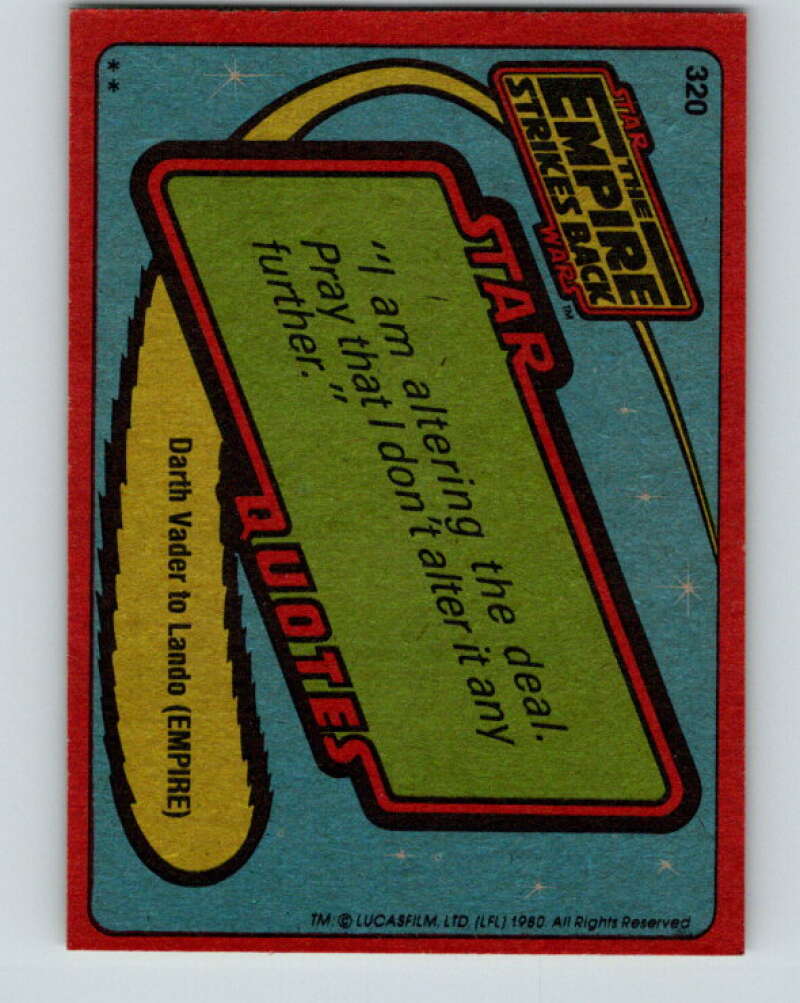 320
STAR
THE
EMPIRE
STRIKES BACK
WARS™
STAR
"I am altering the deal.
Pray that I don't alter it any
further."
QUOTES
Darth Vader to Lando (EMPIRE)
**
TM: © LUCASFILM, LTD (LFL) 1980. All Rights Reserved